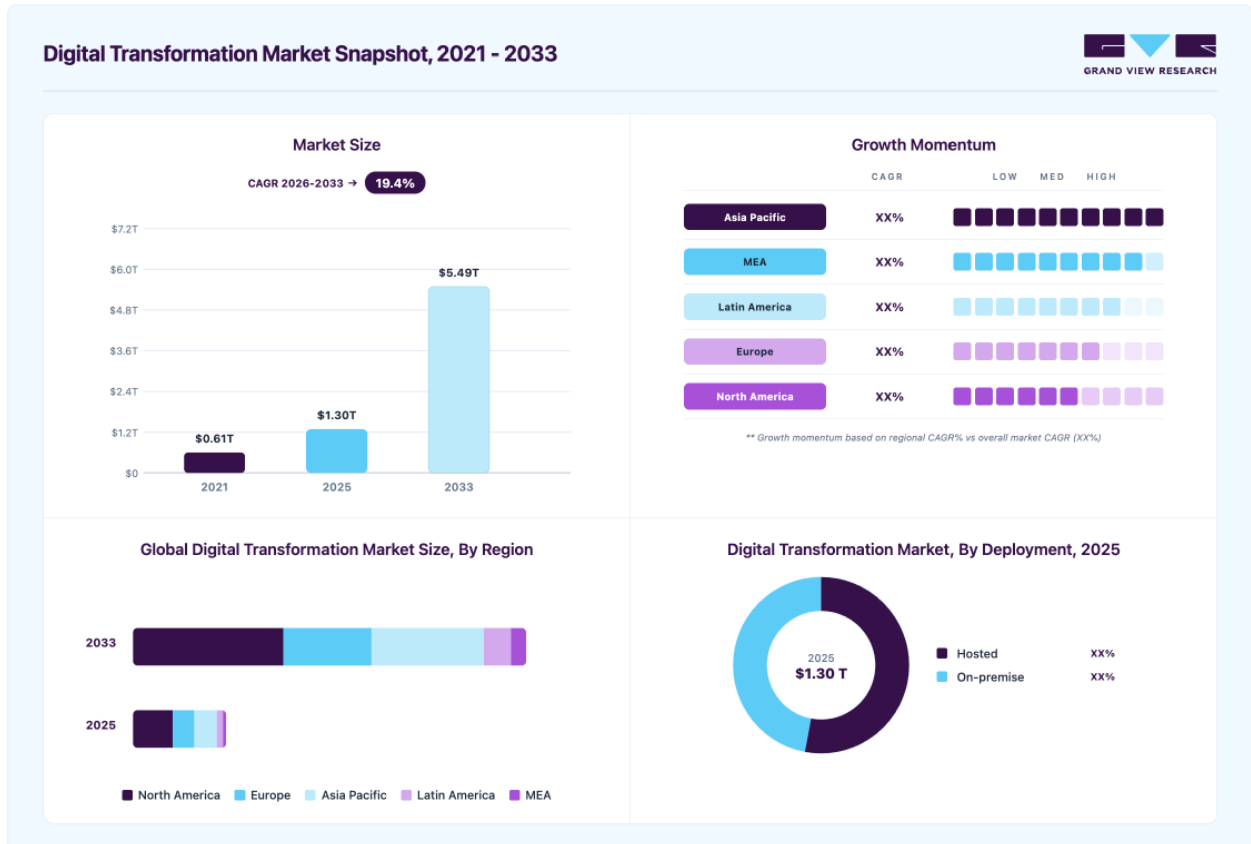 Digital Transformation Market Snapshot, 2021 - 2033
GRAND VIEW RESEARCH
Market Size
CAGR 2026-2033 → 19.4%
$7.2T
$6.0T
$4.8T
$3.6T
$2.4T
$1.2T
$0
$0.61T
$1.30T
$5.49T
2021
2025
2033
Growth Momentum
CAGR LOW MED HIGH
Asia Pacific XX%
MEA XX%
Latin America XX%
Europe XX%
North America XX%
** Growth momentum based on regional CAGR% vs overall market CAGR (XX%)
Global Digital Transformation Market Size, By Region
2033
2025
North America Europe Asia Pacific Latin America MEA
Digital Transformation Market, By Deployment, 2025
2025
$1.30 T
Hosted XX%
On-premise XX%